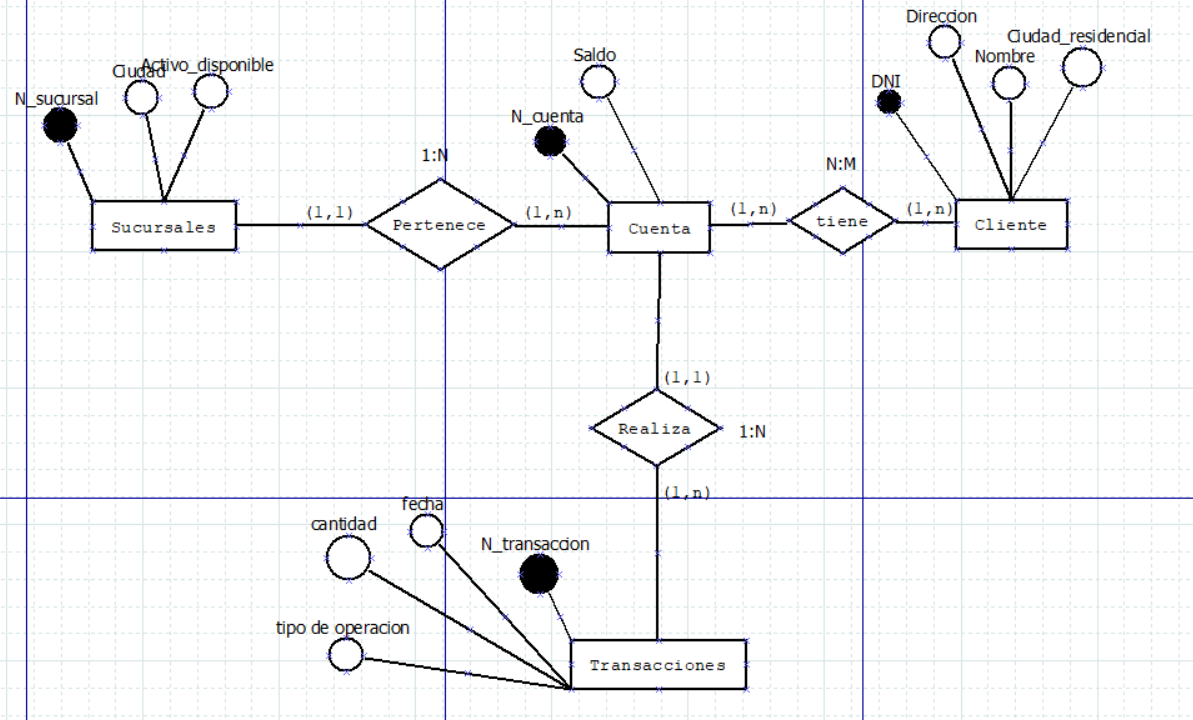 Direccion
Ciudad_residencial
Nombre
Saldo
Activo_disponible
Ciudad
DNI
N_sucursal
N_cuenta
1:N
N:M
(1,1)
(1,n)
(1,n)
(1,n)
Sucursales
Pertenece
Cuenta
tiene
Cliente
(1,1)
Realiza
1:N
(1,n)
fecha
cantidad
N_transaccion
tipo de operacion
Transacciones